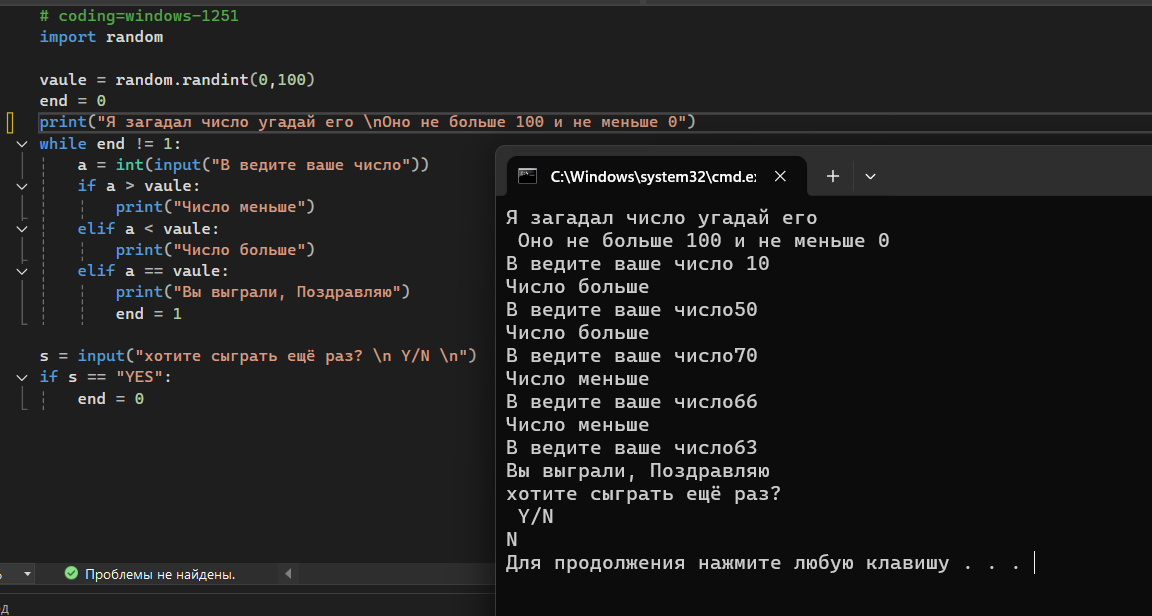 # coding=windows-1251
import random
vaule = random.randint(0,100)
end = 0
print("Я загадал число угадай его \nОно не больше 100 и не меньше 0")
while end != 1:
a = int(input("В ведите ваше число"))
if a > vaule:
print("Число меньше")
elif a < vaule:
print("Число больше")
elif a == vaule:
print("Вы выграли, Поздравляю")
end = 1
s = input("хотите сыграть ещё раз? \n Y/N \n")
if s == "YES":
end = 0
Проблемы не найдены.
C:\Windows\system32\cmd.e
Я загадал число угадай его
Оно не больше 100 и не меньше 0
В ведите ваше число 10
Число больше
В ведите ваше число50
Число больше
В ведите ваше число70
Число меньше
В ведите ваше число66
Число меньше
В ведите ваше число63
Вы выграли, Поздравляю
хотите сыграть ещё раз?
Y/N
N
Для продолжения нажмите любую клавишу . . .